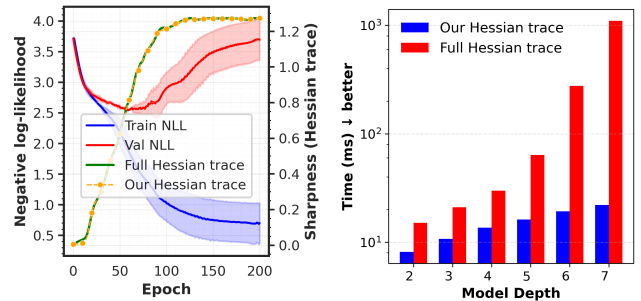 Negative log-likelihood
4.0
3.5
3.0
2.5
2.0
1.5
1.0
0.5
Train NLL
Val NLL
Full Hessian trace
Our Hessian trace
1.2
1.0
0.8
0.6
0.4
0.2
0.0
Sharpness (Hessian trace)
0 50 100 150 200
Epoch
Time (ms) ↓ better
10³
10²
10¹
Our Hessian trace
Full Hessian trace
2 3 4 5 6 7
Model Depth